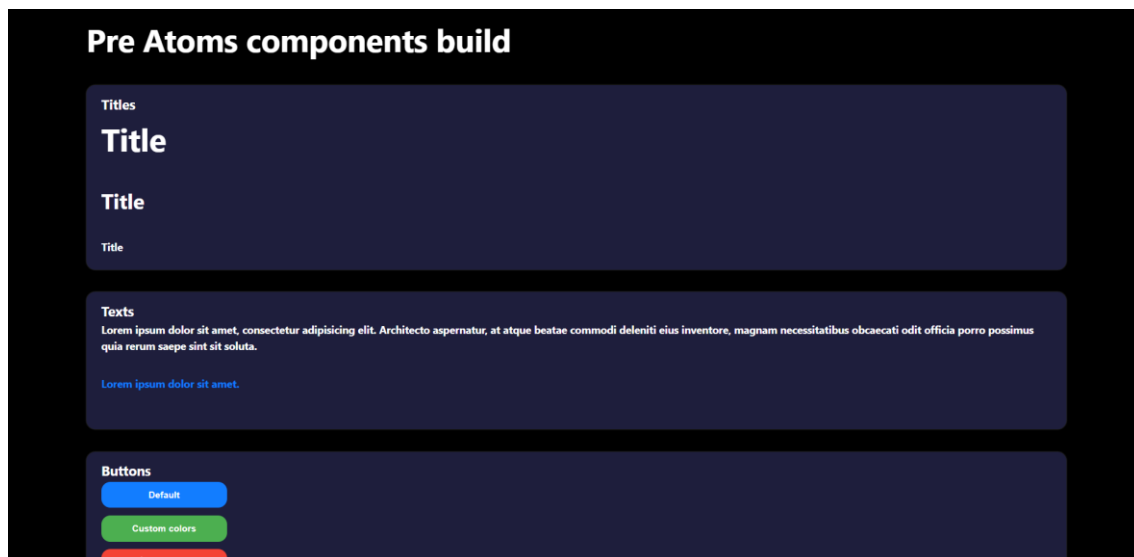 Pre Atoms components build
Titles
Title
Title
Title
Texts
Lorem ipsum dolor sit amet, consectetur adipisicing elit. Architecto aspernatur, at atque beatae commodi deleniti eius inventore, magnam necessitatibus obcaecati odit officia porro possimus
quia rerum saepe sint sit soluta.
Lorem ipsum dolor sit amet.
Buttons
Default
Custom colors